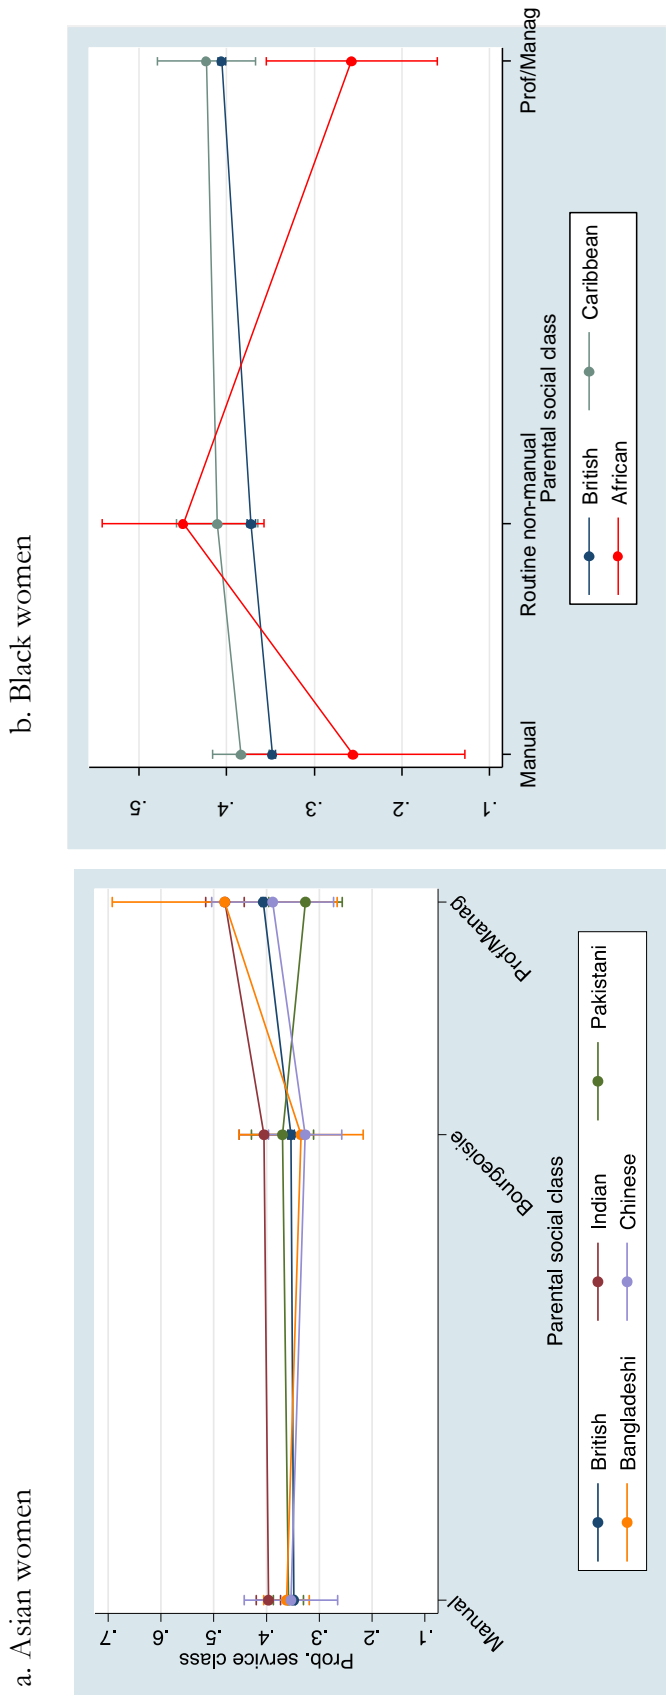 a. Asian women
Prob. service class
.7
.6
.5
.4
.3
.2
.1
Manual
Bourgeoisie
Prof/Manag
Parental social class
British
Indian
Pakistani
Bangladeshi
Chinese
b. Black women
.5
.4
.3
.2
.1
Manual
Routine non-manual
Prof/Manag
Parental social class
British
Caribbean
African